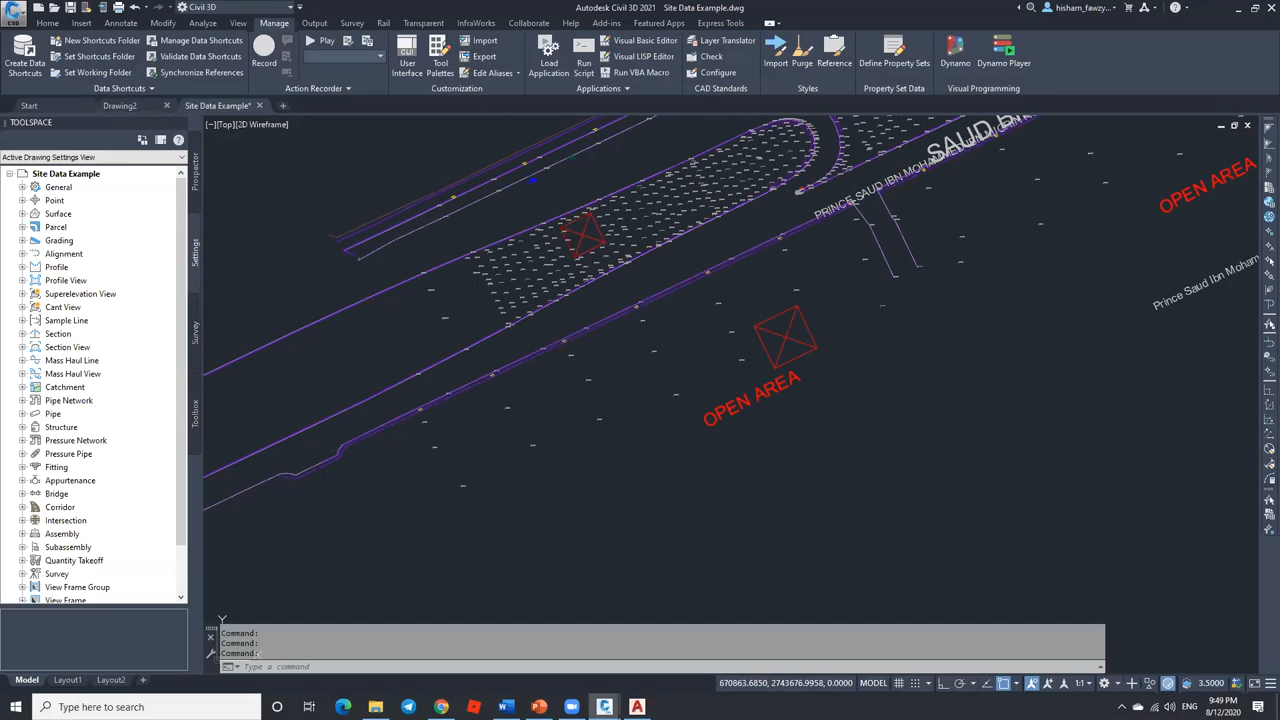 Civil 3D
Autodesk Civil 3D 2021 Site Data Example.dwg
hisham_fawzy...
C3D
Home
Insert
Annotate
Modify
Analyze
View
Manage
Output
Survey
Rail
Transparent
InfraWorks
Collaborate
Help
Add-ins
Featured Apps
Express Tools
Create Data
Shortcuts
New Shortcuts Folder
Set Shortcuts Folder
Set Working Folder
Manage Data Shortcuts
Validate Data Shortcuts
Synchronize References
Data Shortcuts
Record
Play
Action Recorder
User
Interface
Tool
Palettes
Import
Export
Edit Aliases
Customization
Load
Application
Run
Script
Visual Basic Editor
Visual LISP Editor
Run VBA Macro
Applications
Layer Translator
Check
Configure
CAD Standards
Import
Purge
Reference
Styles
Define Property Sets
Property Set Data
Dynamo
Dynamo Player
Visual Programming
Start
Drawing2
Site Data Example*
TOOLSPACE
Active Drawing Settings View
Site Data Example
General
Point
Surface
Parcel
Grading
Alignment
Profile
Profile View
Superelevation View
Cant View
Sample Line
Section
Section View
Mass Haul Line
Mass Haul View
Catchment
Pipe Network
Pipe
Structure
Pressure Network
Pressure Pipe
Fitting
Appurtenance
Bridge
Corridor
Intersection
Assembly
Subassembly
Quantity Takeoff
Survey
View Frame Group
View Frame
Prospector
Settings
Survey
Toolbox
[−][Top][2D Wireframe]
PRINCE SAUD IBN MOHAMMED
OPEN AREA
Prince Saud Ibn Moham
OPEN AREA
Y
Command:
Command:
Command:
Type a command
Model
Layout1
Layout2
670863.6850, 2743676.9958, 0.0000
MODEL
1:1
3.5000
Type here to search
ENG
9:49 PM
8/12/2020